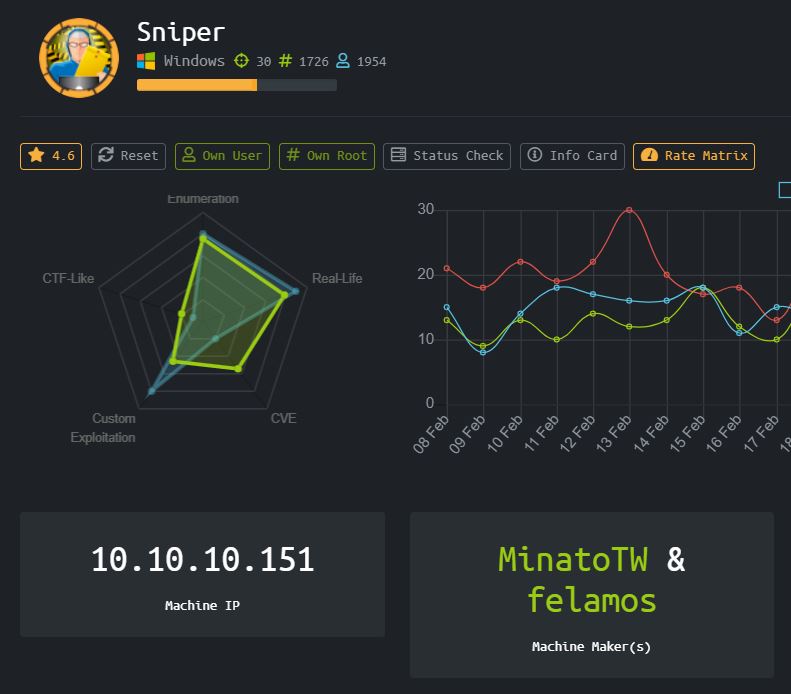 Sniper
Windows 30 # 1726 1954
4.6 Reset Own User # Own Root Status Check Info Card Rate Matrix
Enumeration
CTF-Like
Real-Life
Custom
Exploitation
CVE
30
20
10
0
08 Feb
09 Feb
10 Feb
11 Feb
12 Feb
13 Feb
14 Feb
15 Feb
16 Feb
17 Feb
18
10.10.10.151
Machine IP
MinatoTW &
felamos
Machine Maker(s)